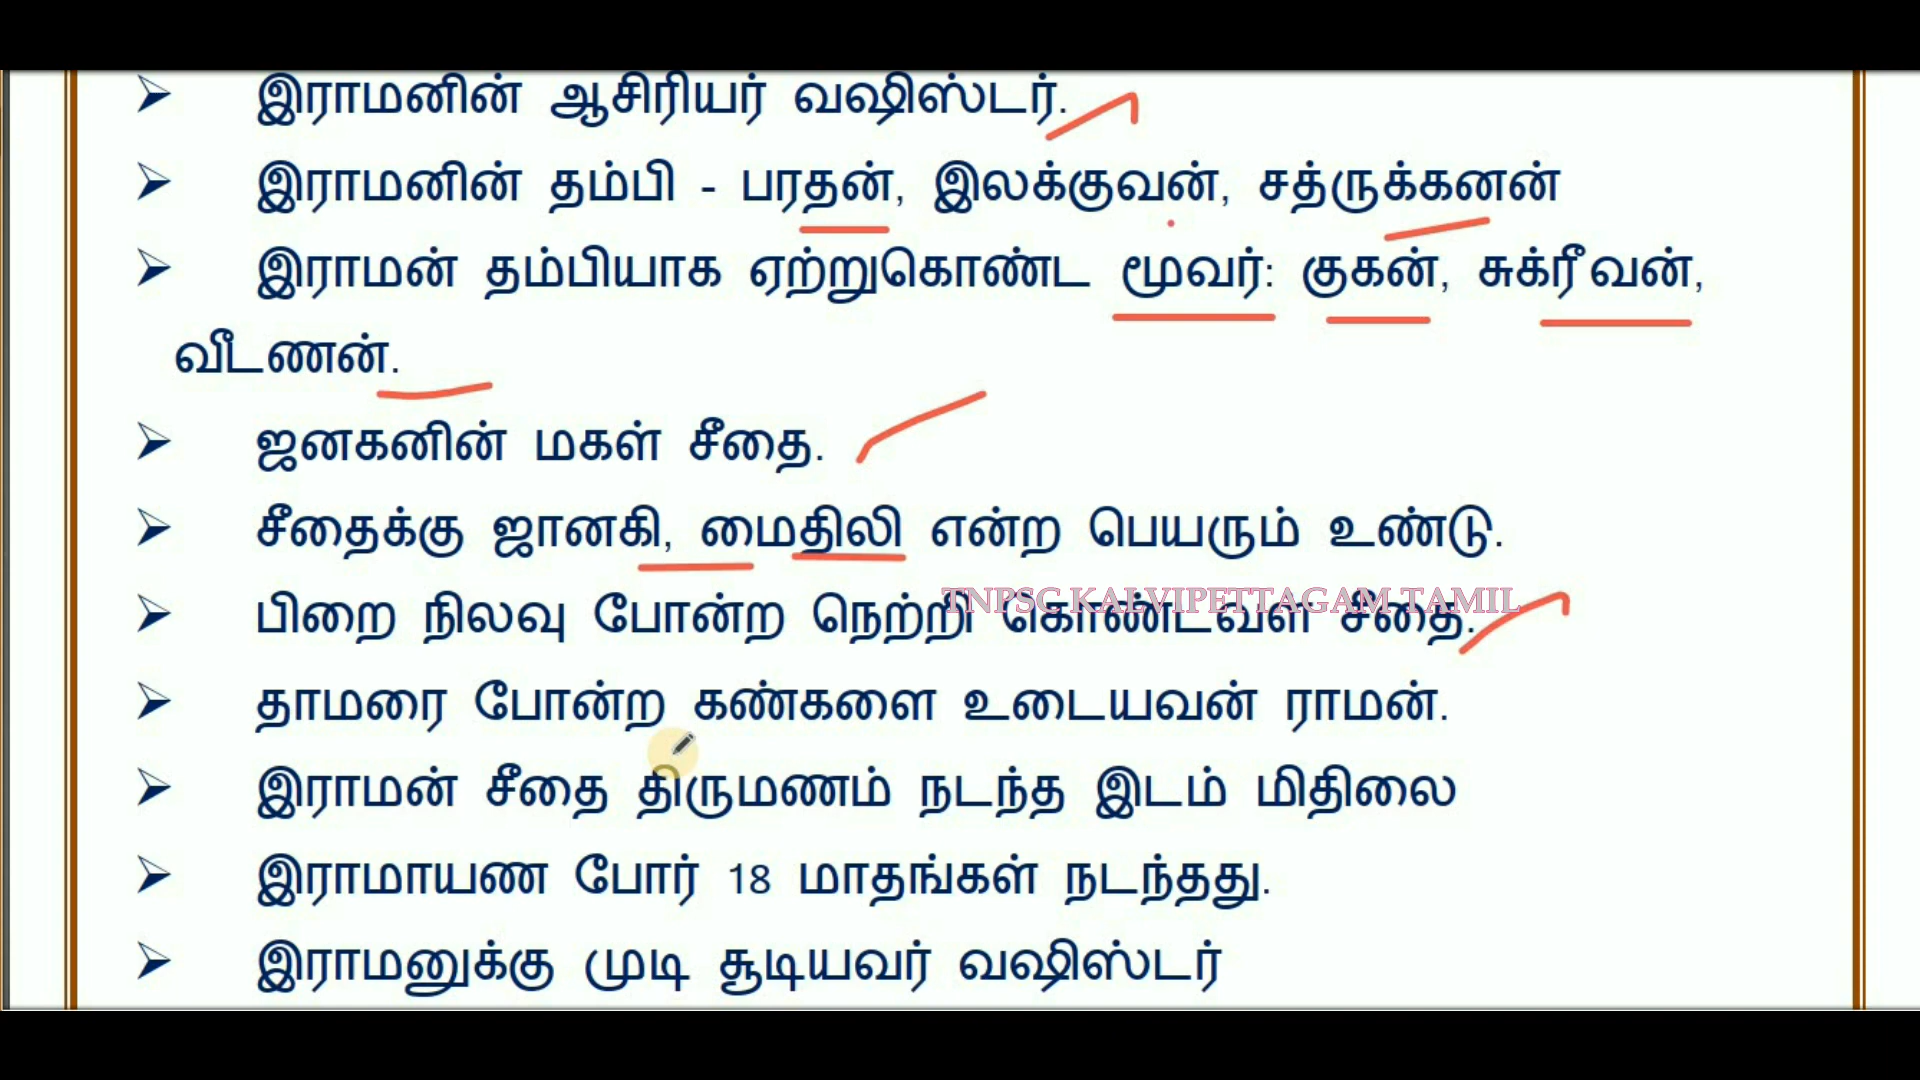 ➢ இராமனின் ஆசிரியர் வஷிஸ்டர்.
➢ இராமனின் தம்பி - பரதன், இலக்குவன், சத்ருக்கனன்
➢ இராமன் தம்பியாக ஏற்றுகொண்ட மூவர்: குகன், சுக்ரீவன்,
வீடணன்.
➢ ஜனகனின் மகள் சீதை.
➢ சீதைக்கு ஜானகி, மைதிலி என்ற பெயரும் உண்டு.
TNPSC KALVIPETTAGAM TAMIL
➢ பிறை நிலவு போன்ற நெற்றி கொண்டவள் சீதை.
➢ தாமரை போன்ற கண்களை உடையவன் ராமன்.
➢ இராமன் சீதை திருமணம் நடந்த இடம் மிதிலை
➢ இராமாயண போர் 18 மாதங்கள் நடந்தது.
➢ இராமனுக்கு முடி சூடியவர் வஷிஸ்டர்